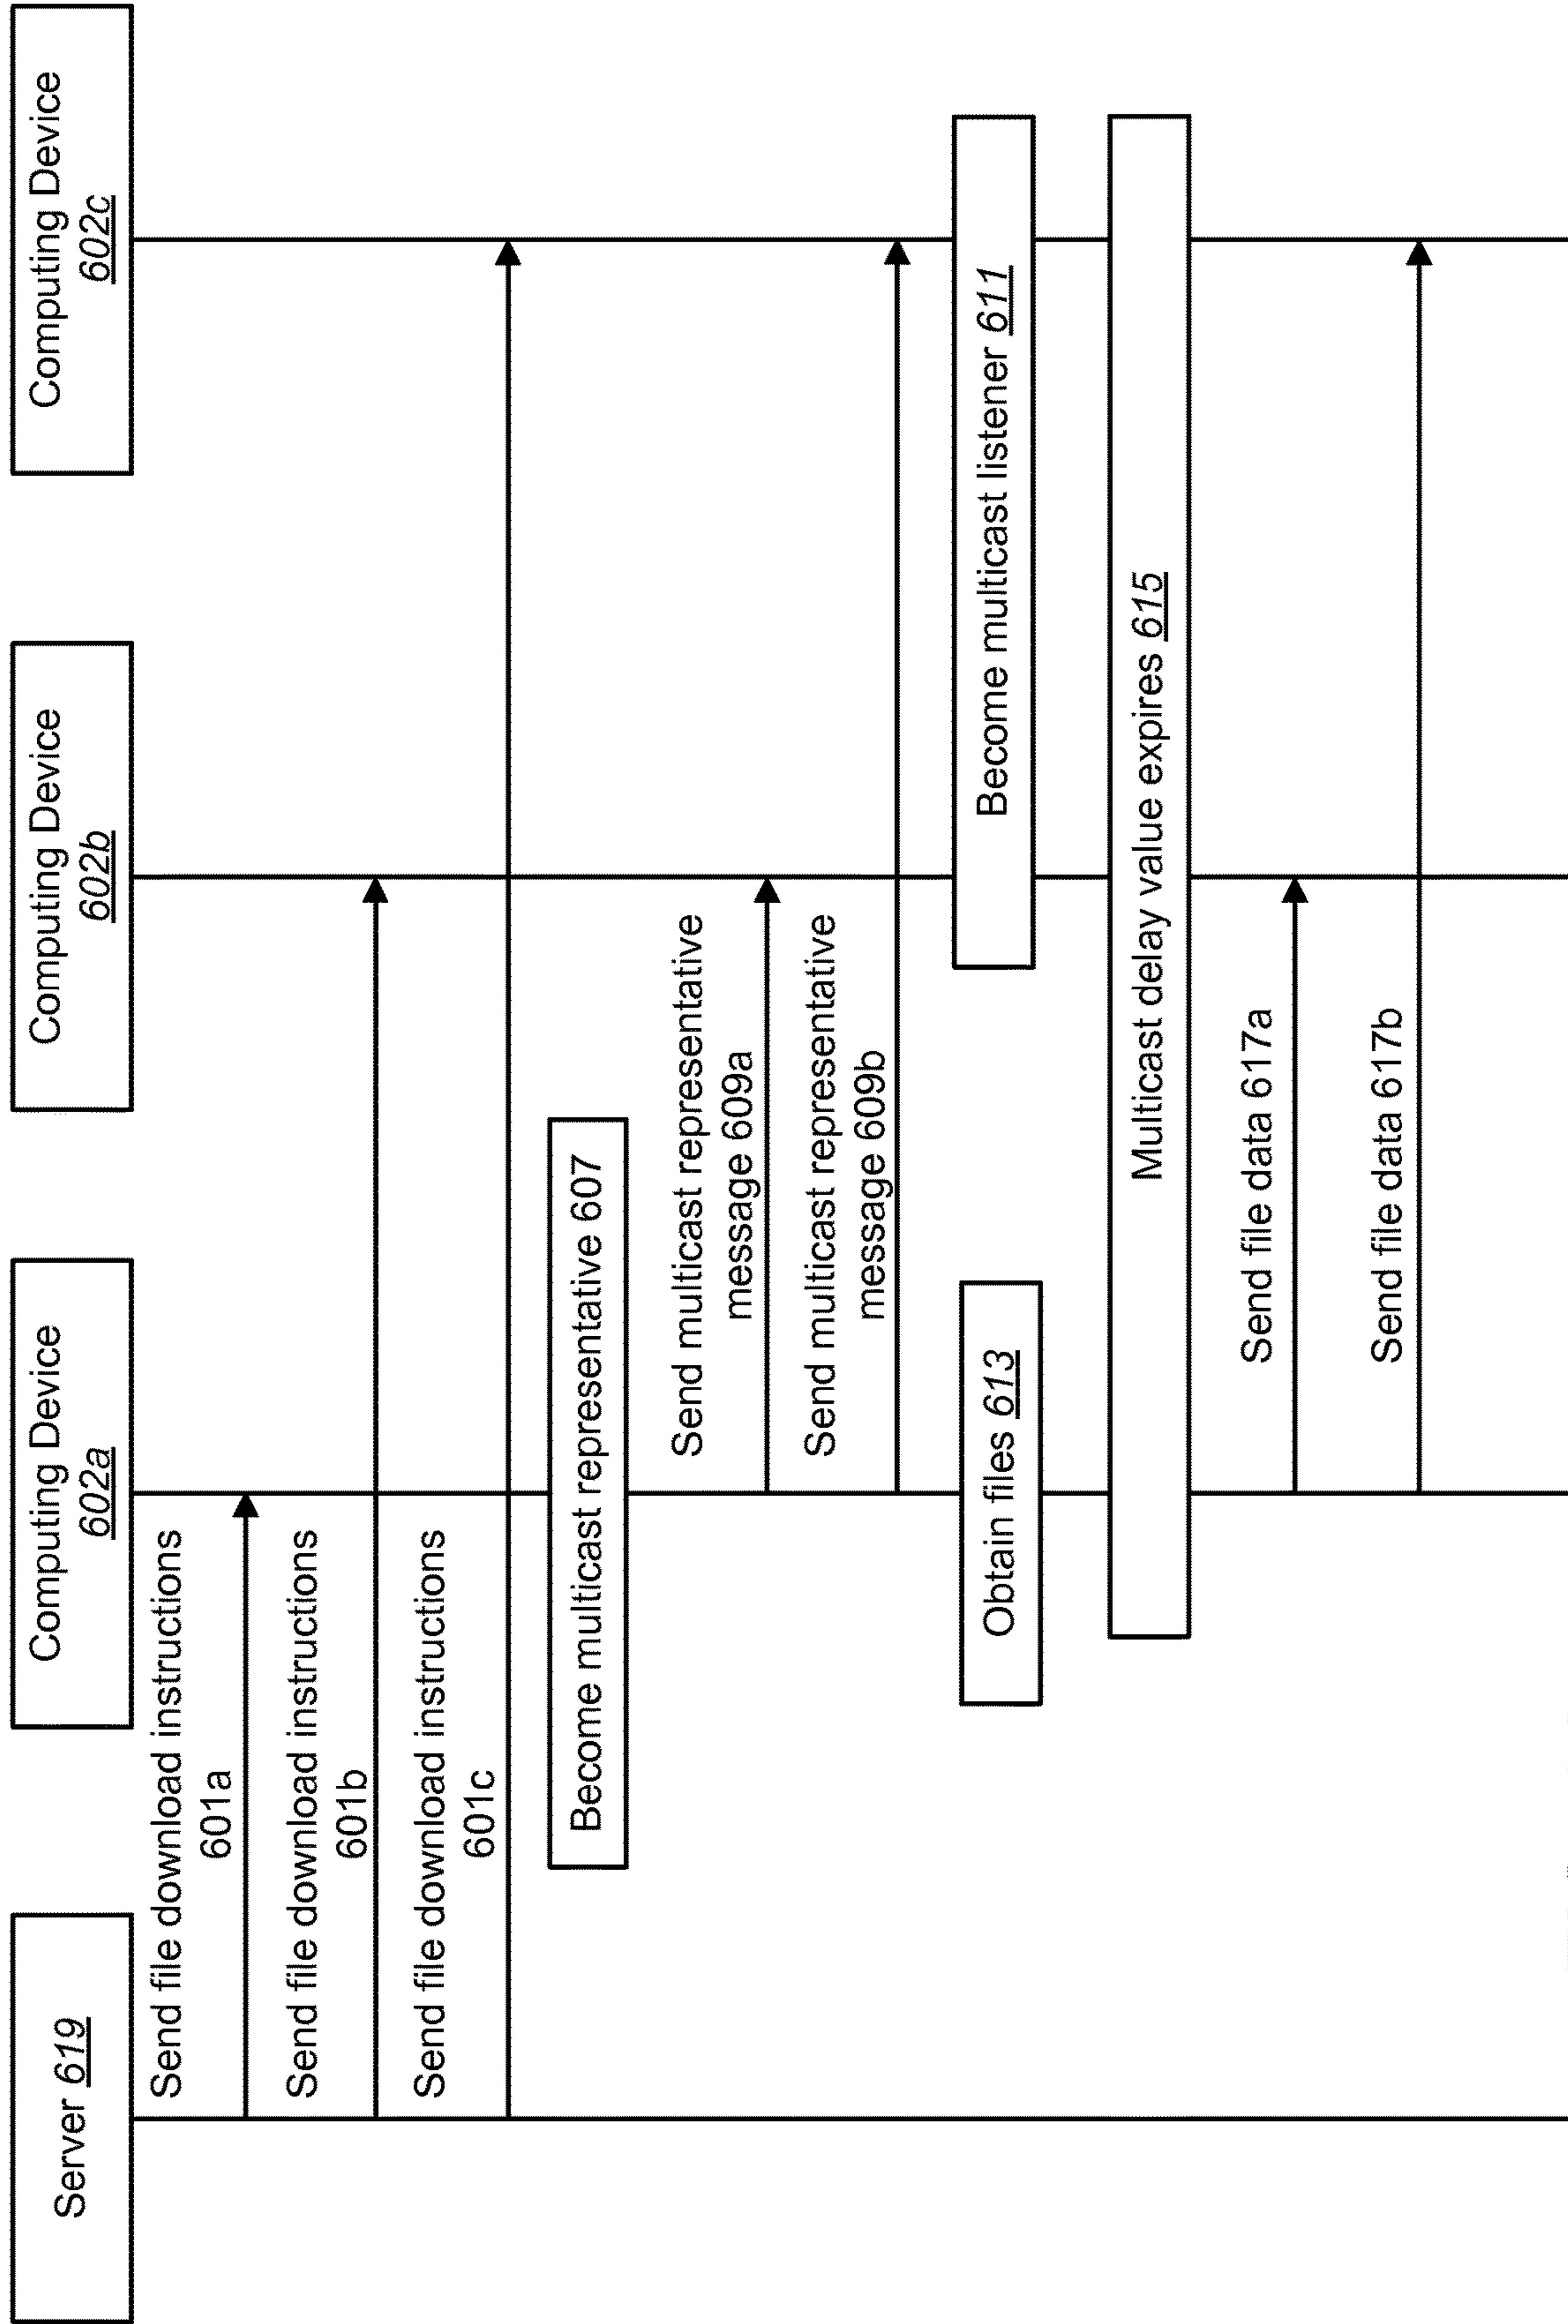 Server 619
Computing Device
602a
Computing Device
602b
Computing Device
602c
Send file download instructions
601a
Send file download instructions
601b
Send file download instructions
601c
Become multicast representative 607
Send multicast representative
message 609a
Send multicast representative
message 609b
Obtain files 613
Become multicast listener 611
Multicast delay value expires 615
Send file data 617a
Send file data 617b